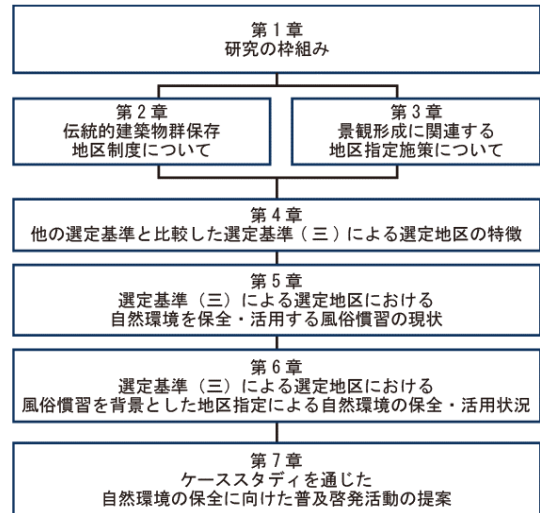 第1章
研究の枠組み
第2章
伝統的建築物群保存
地区制度について
第3章
景観形成に関連する
地区指定施策について
第4章
他の選定基準と比較した選定基準(三)による選定地区の特徴
第5章
選定基準(三)による選定地区における
自然環境を保全・活用する風俗慣習の現状
第6章
選定基準(三)による選定地区における
風俗慣習を背景とした地区指定による自然環境の保全・活用状況
第7章
ケーススタディを通じた
自然環境の保全に向けた普及啓発活動の提案